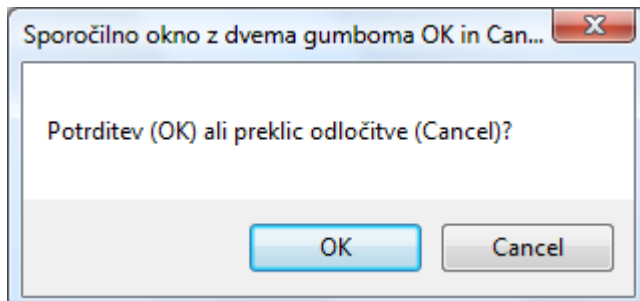 Sporočilno okno z dvema gumboma OK in Can...
Potrditev (OK) ali preklic odločitve (Cancel)?
OK
Cancel